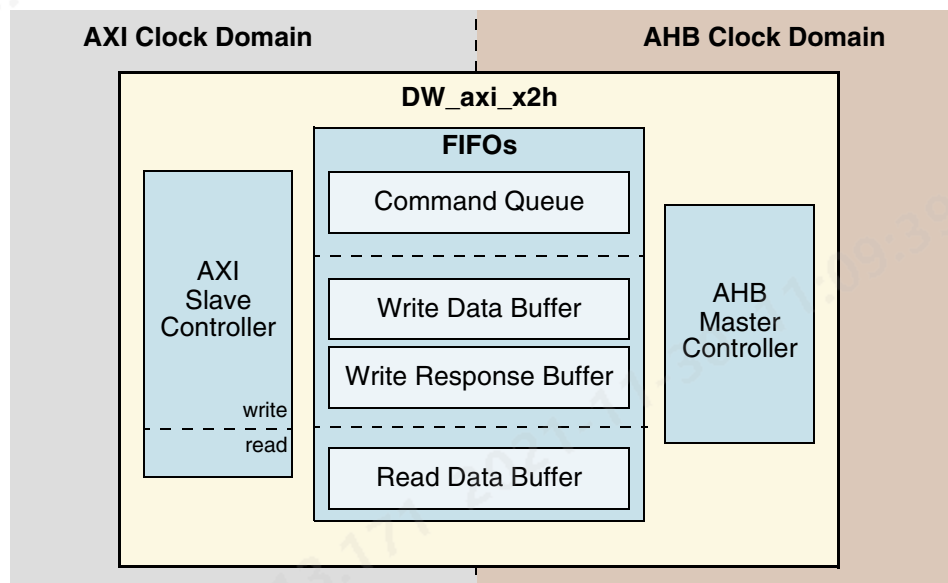 AXI Clock Domain
AHB Clock Domain
DW_axi_x2h
FIFOs
Command Queue
AXI
Slave
Controller
write
read
Write Data Buffer
Write Response Buffer
Read Data Buffer
AHB
Master
Controller